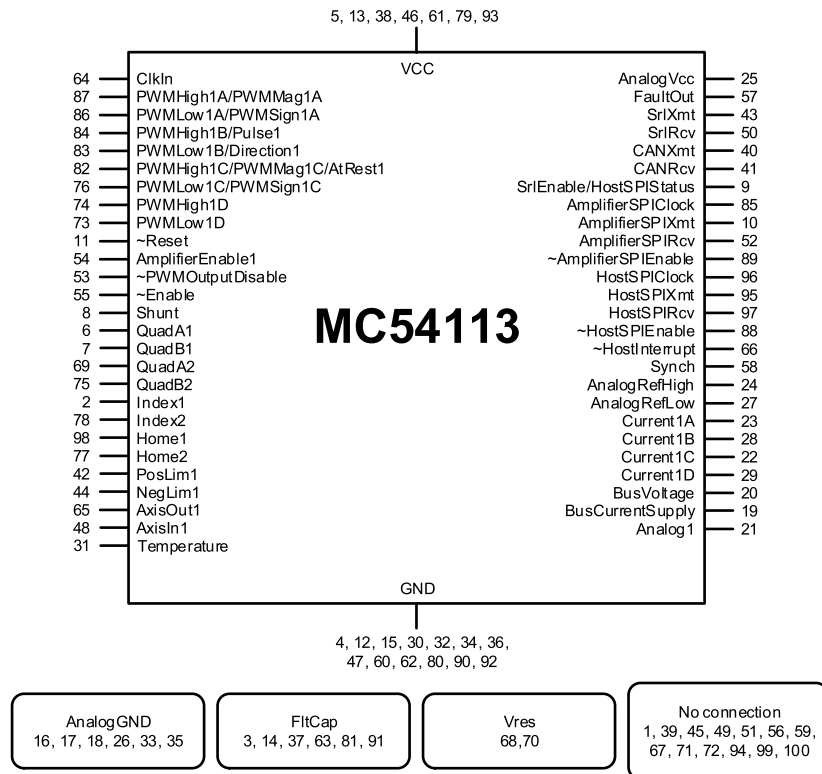 5, 13, 38, 46, 61, 79, 93
VCC
64 ClkIn
87 PWMHigh1A/PWMMag1A
86 PWMLow1A/PWMSign1A
84 PWMHigh1B/Pulse1
83 PWMLow1B/Direction1
82 PWMHigh1C/PWMMag1C/AtRest1
76 PWMLow1C/PWMSign1C
74 PWMHigh1D
73 PWMLow1D
11 ~Reset
54 AmplifierEnable1
53 ~PWMOutputDisable
55 ~Enable
8 Shunt
6 QuadA1
7 QuadB1
69 QuadA2
75 QuadB2
2 Index1
78 Index2
98 Home1
77 Home2
42 PosLim1
44 NegLim1
65 AxisOut1
48 AxisIn1
31 Temperature
MC54113
AnalogVcc 25
FaultOut 57
SrlXmt 43
SrlRcv 50
CANXmt 40
CANRcv 41
SrlEnable/HostSPIStatus 9
AmplifierSPIClock 85
AmplifierSPIXmt 10
AmplifierSPIRcv 52
~AmplifierSPIEnable 89
HostSPIClock 96
HostSPIXmt 95
HostSPIRcv 97
~HostSPIEnable 88
~HostInterrupt 66
Synch 58
AnalogRefHigh 24
AnalogRefLow 27
Current1A 23
Current1B 28
Current1C 22
Current1D 29
BusVoltage 20
BusCurrentSupply 19
Analog1 21
GND
4, 12, 15, 30, 32, 34, 36,
47, 60, 62, 80, 90, 92
AnalogGND
16, 17, 18, 26, 33, 35
FltCap
3, 14, 37, 63, 81, 91
Vres
68,70
No connection
1, 39, 45, 49, 51, 56, 59,
67, 71, 72, 94, 99, 100